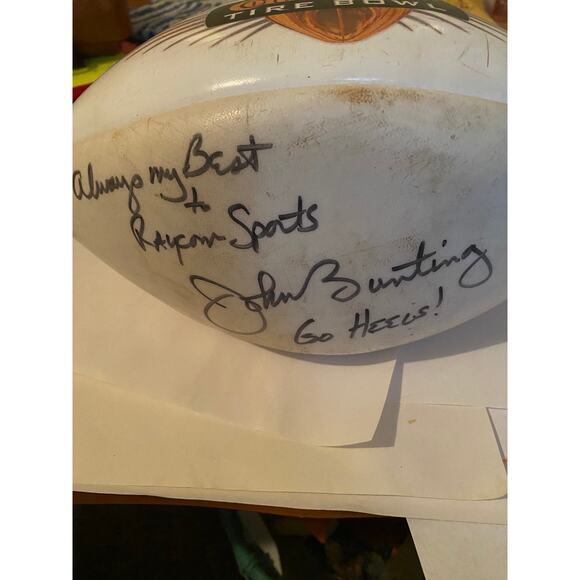 TIRE BOWL
Always my Best
to
Raycom Sports
John Bunting
GO HEELS!